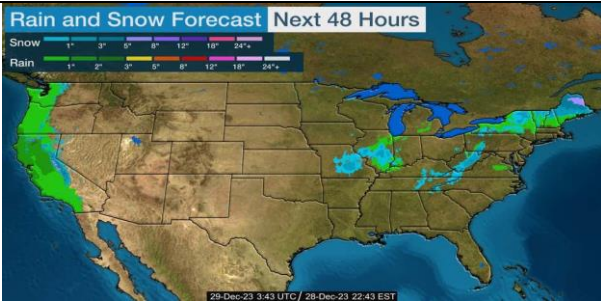 Rain and Snow Forecast Next 48 Hours
Snow 1" 3" 5" 8" 12" 18" 24"+
Rain 1" 2" 3" 5" 8" 12" 18" 24"+
29-Dec-23 3:43 UTC / 28-Dec-23 22:43 EST